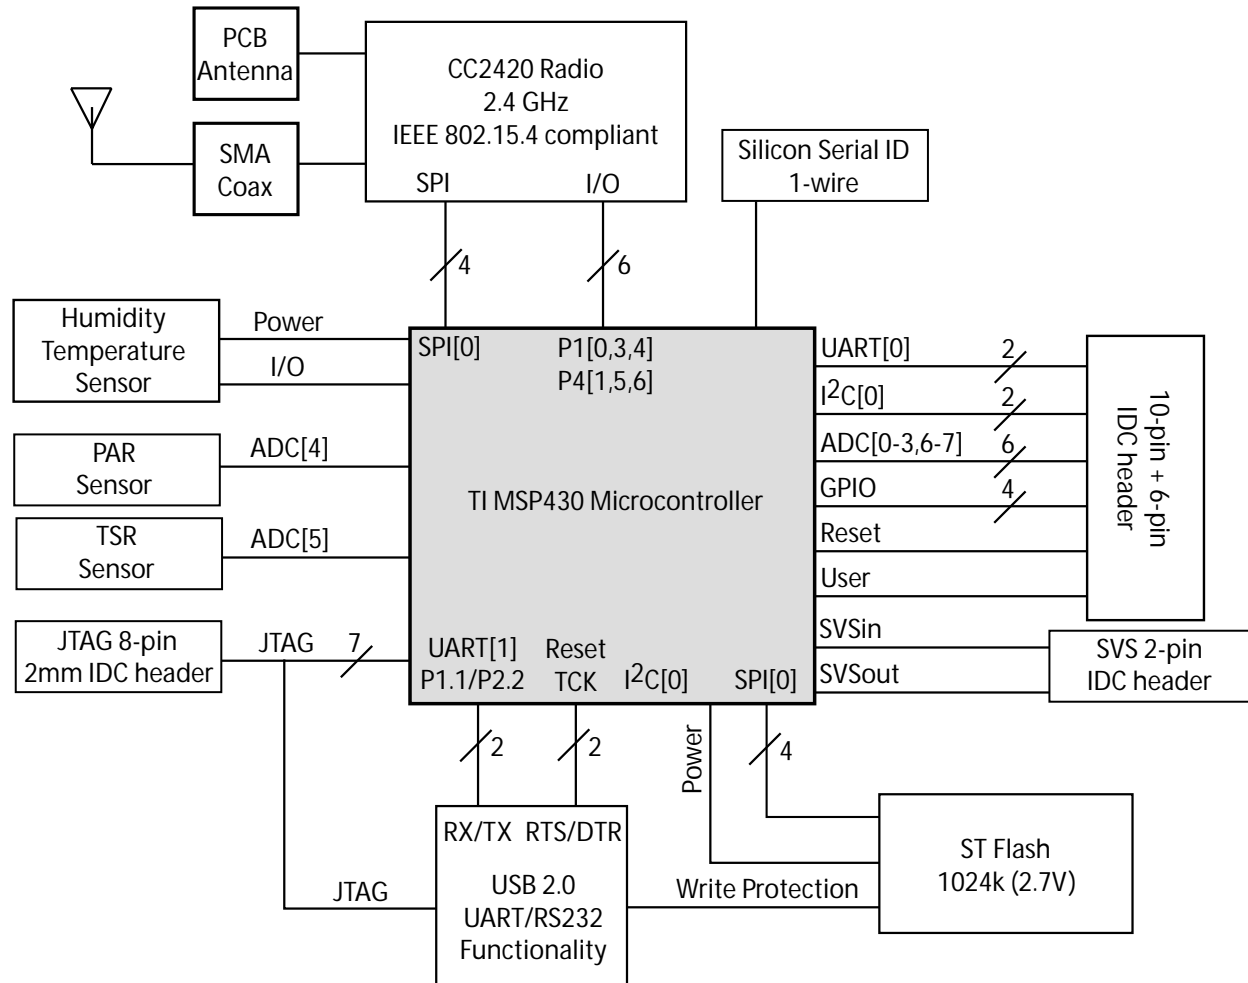 PCB
Antenna
CC2420 Radio
2.4 GHz
IEEE 802.15.4 compliant
SPI
I/O
SMA
Coax
Silicon Serial ID
1-wire
4
6
Humidity
Temperature
Sensor
Power
I/O
SPI[0]
P1[0,3,4]
P4[1,5,6]
UART[0]
2
I²C[0]
2
ADC[0-3,6-7]
6
GPIO
4
Reset
User
10-pin + 6-pin
IDC header
PAR
Sensor
ADC[4]
TI MSP430 Microcontroller
TSR
Sensor
ADC[5]
JTAG 8-pin
2mm IDC header
JTAG
7
UART[1]
P1.1/P2.2
Reset
TCK
I²C[0]
SPI[0]
SVSin
SVSout
SVS 2-pin
IDC header
2
2
Power
4
RX/TX
RTS/DTR
USB 2.0
UART/RS232
Functionality
JTAG
Write Protection
ST Flash
1024k (2.7V)